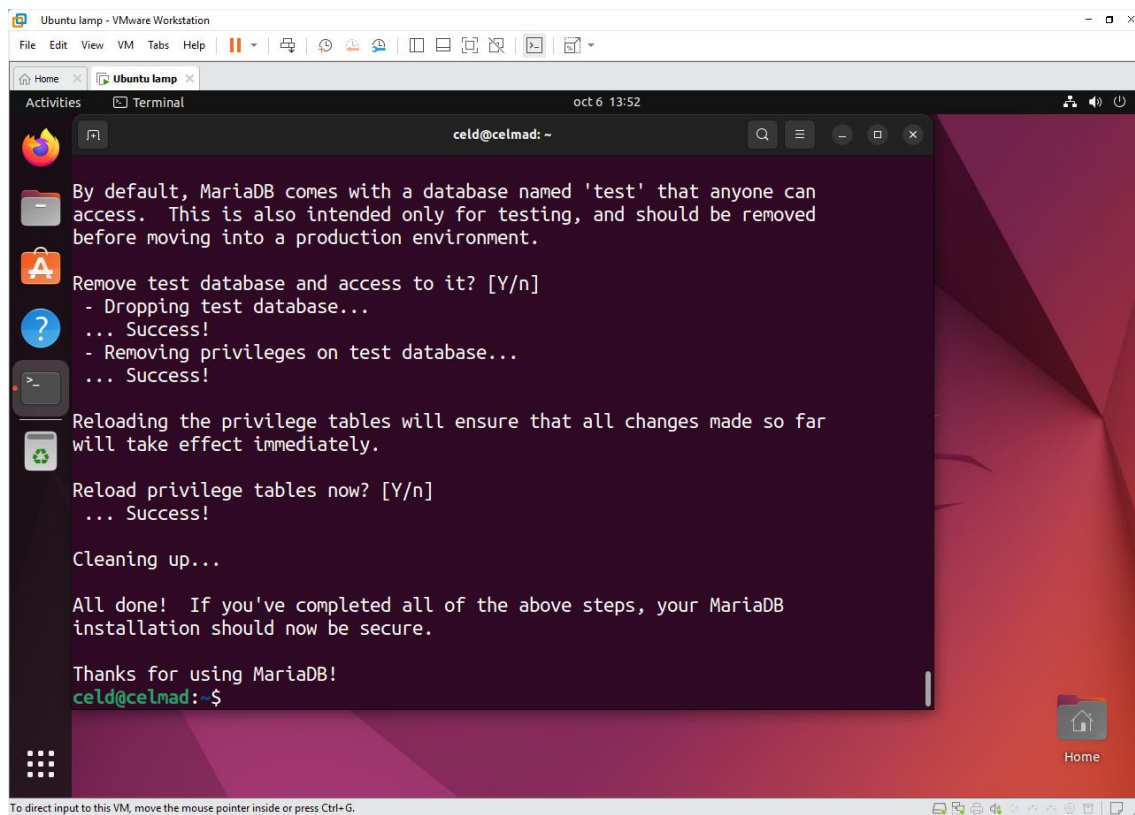 Ubuntu lamp - VMware Workstation
File Edit View VM Tabs Help
Home
Ubuntu lamp
Activities
Terminal
oct 6 13:52
celd@celmad: ~
By default, MariaDB comes with a database named 'test' that anyone can
access.  This is also intended only for testing, and should be removed
before moving into a production environment.
Remove test database and access to it? [Y/n]
- Dropping test database...
... Success!
- Removing privileges on test database...
... Success!
Reloading the privilege tables will ensure that all changes made so far
will take effect immediately.
Reload privilege tables now? [Y/n]
... Success!
Cleaning up...
All done!  If you've completed all of the above steps, your MariaDB
installation should now be secure.
Thanks for using MariaDB!
celd@celmad:~$
Home
To direct input to this VM, move the mouse pointer inside or press Ctrl+G.